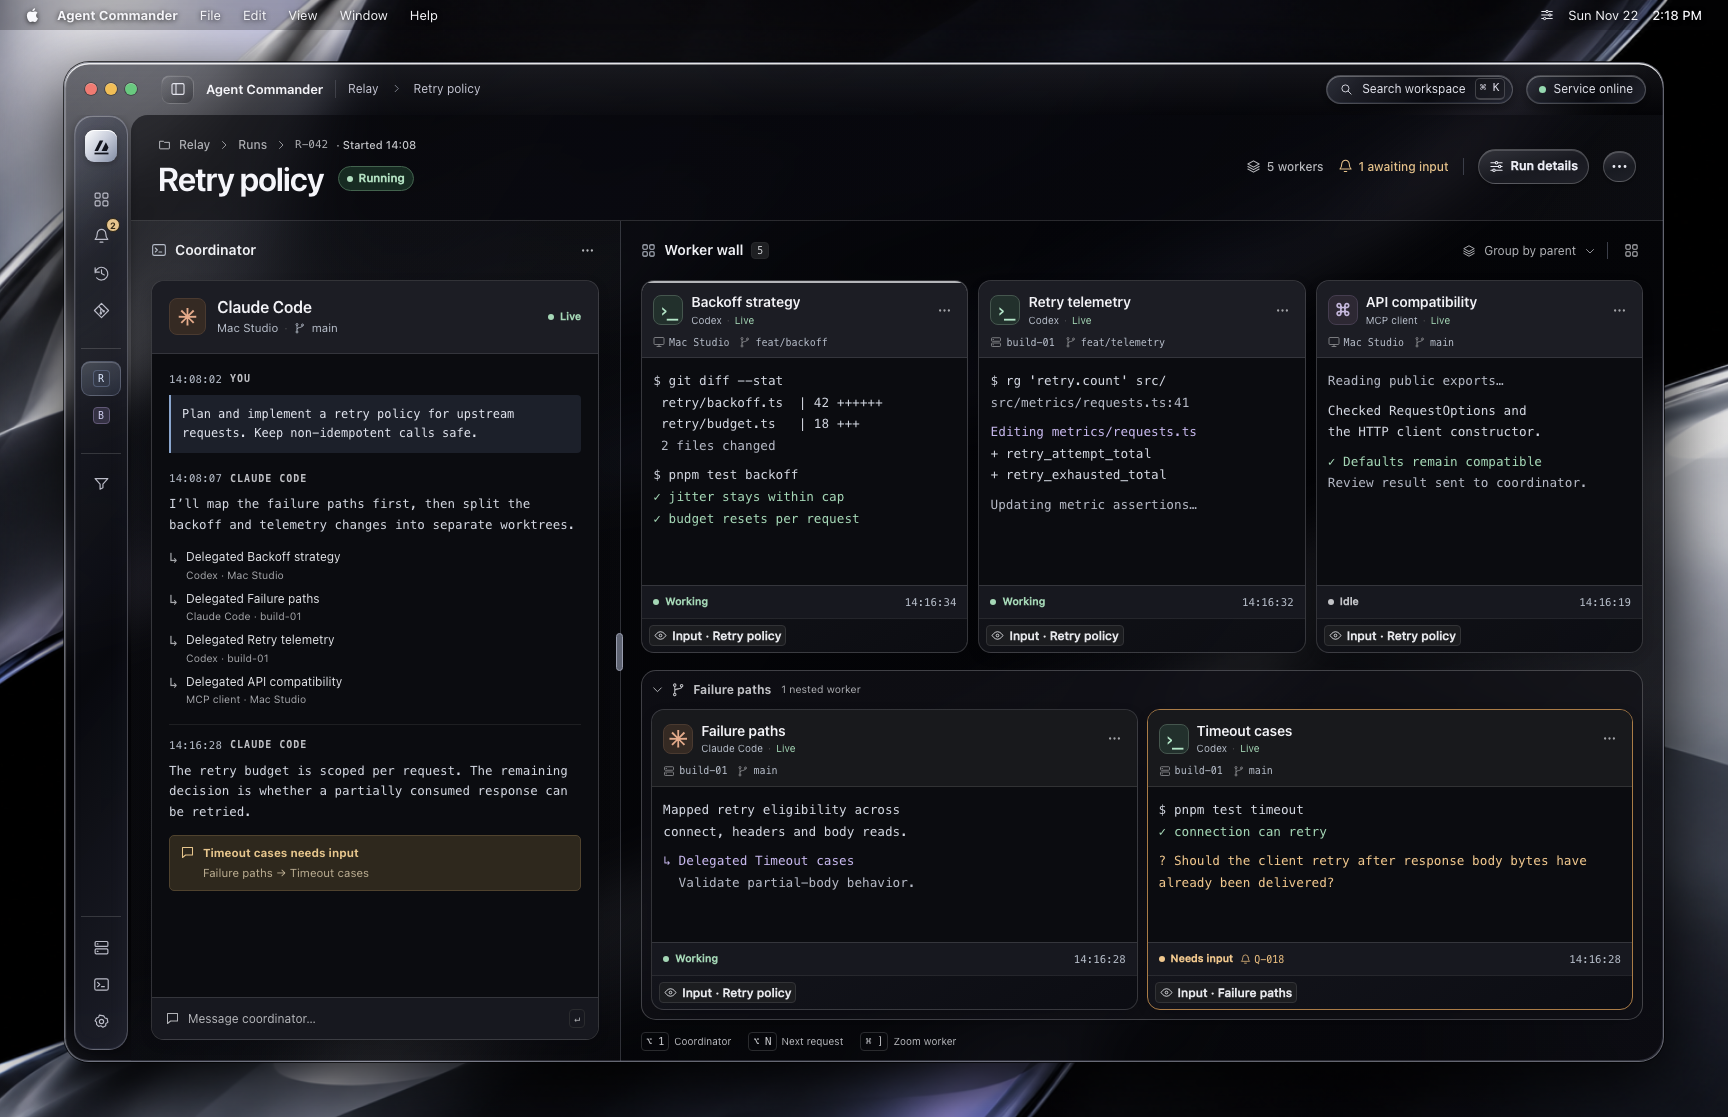 Agent Commander File Edit View Window Help
Sun Nov 22 2:18 PM
Agent Commander Relay > Retry policy
Search workspace ⌘ K
Service online
Relay > Runs > R-042 · Started 14:08
Retry policy
Running
5 workers
1 awaiting input
Run details
2
R
B
Coordinator
Claude Code
Mac Studio · main
Live
14:08:02 YOU
Plan and implement a retry policy for upstream
requests. Keep non-idempotent calls safe.
14:08:07 CLAUDE CODE
I’ll map the failure paths first, then split the
backoff and telemetry changes into separate worktrees.
↳ Delegated Backoff strategy
Codex · Mac Studio
↳ Delegated Failure paths
Claude Code · build-01
↳ Delegated Retry telemetry
Codex · build-01
↳ Delegated API compatibility
MCP client · Mac Studio
14:16:28 CLAUDE CODE
The retry budget is scoped per request. The remaining
decision is whether a partially consumed response can
be retried.
Timeout cases needs input
Failure paths → Timeout cases
Message coordinator…
↵
Worker wall 5
Group by parent
Backoff strategy
Codex · Live
Mac Studio feat/backoff
$ git diff --stat
retry/backoff.ts | 42 ++++++
retry/budget.ts | 18 +++
2 files changed
$ pnpm test backoff
✓ jitter stays within cap
✓ budget resets per request
Working 14:16:34
Input · Retry policy
Retry telemetry
Codex · Live
build-01 feat/telemetry
$ rg 'retry.count' src/
src/metrics/requests.ts:41
Editing metrics/requests.ts
+ retry_attempt_total
+ retry_exhausted_total
Updating metric assertions…
Working 14:16:32
Input · Retry policy
API compatibility
MCP client · Live
Mac Studio main
Reading public exports…
Checked RequestOptions and
the HTTP client constructor.
✓ Defaults remain compatible
Review result sent to coordinator.
Idle 14:16:19
Input · Retry policy
Failure paths 1 nested worker
Failure paths
Claude Code · Live
build-01 main
Mapped retry eligibility across
connect, headers and body reads.
↳ Delegated Timeout cases
Validate partial-body behavior.
Working 14:16:28
Input · Retry policy
Timeout cases
Codex · Live
build-01 main
$ pnpm test timeout
✓ connection can retry
? Should the client retry after response body bytes have
already been delivered?
Needs input Q-018 14:16:28
Input · Failure paths
⌥ 1 Coordinator ⌥ N Next request ⌘ ] Zoom worker